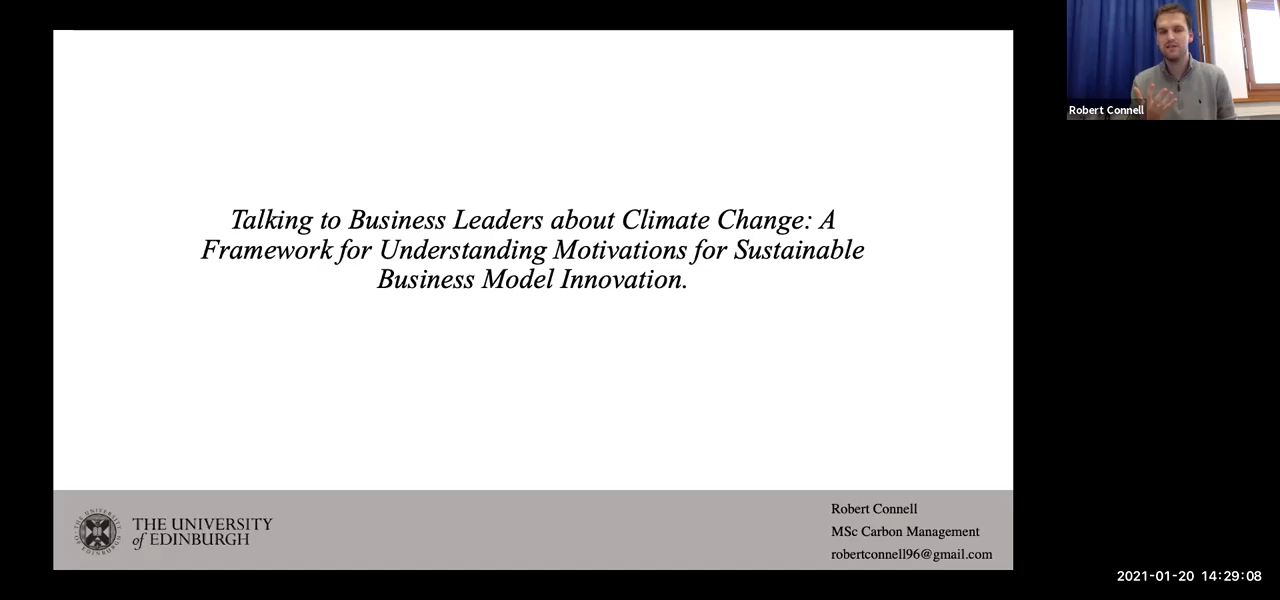 Robert Connell
Talking to Business Leaders about Climate Change: A
Framework for Understanding Motivations for Sustainable
Business Model Innovation.
THE UNIVERSITY
of EDINBURGH
Robert Connell
MSc Carbon Management
robertconnell96@gmail.com
2021-01-20 14:29:08